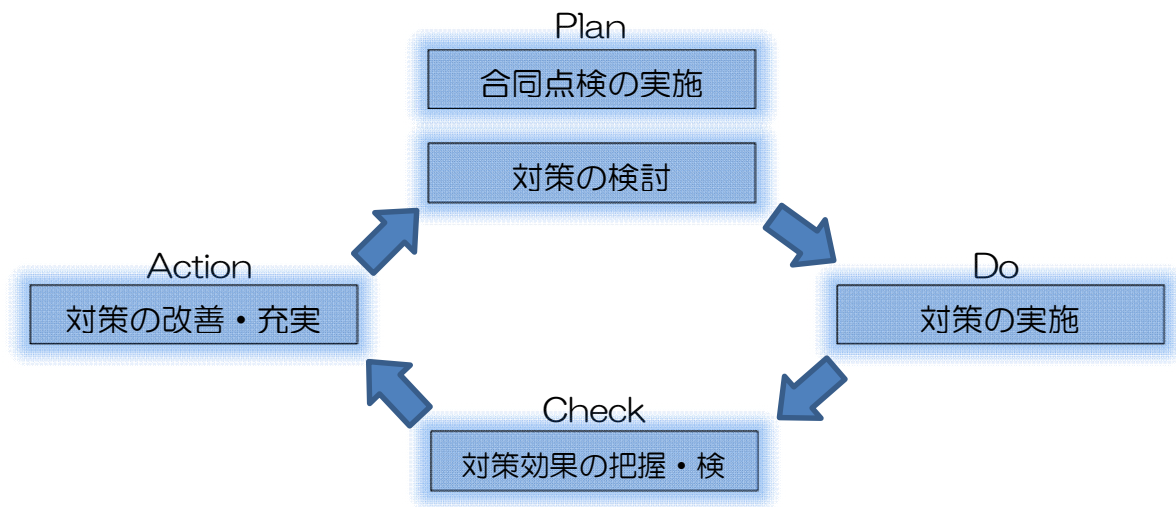 Plan
合同点検の実施
対策の検討
Action
対策の改善・充実
Do
対策の実施
Check
対策効果の把握・検